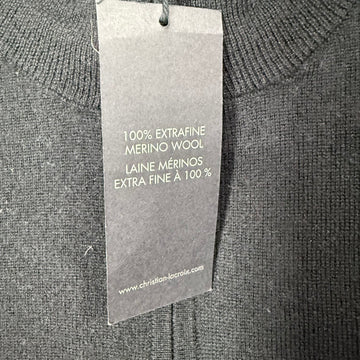 100% EXTRAFINE
MERINO WOOL
LAINE MÉRINOS
EXTRA FINE À 100 %
www.christian-lacroix.com